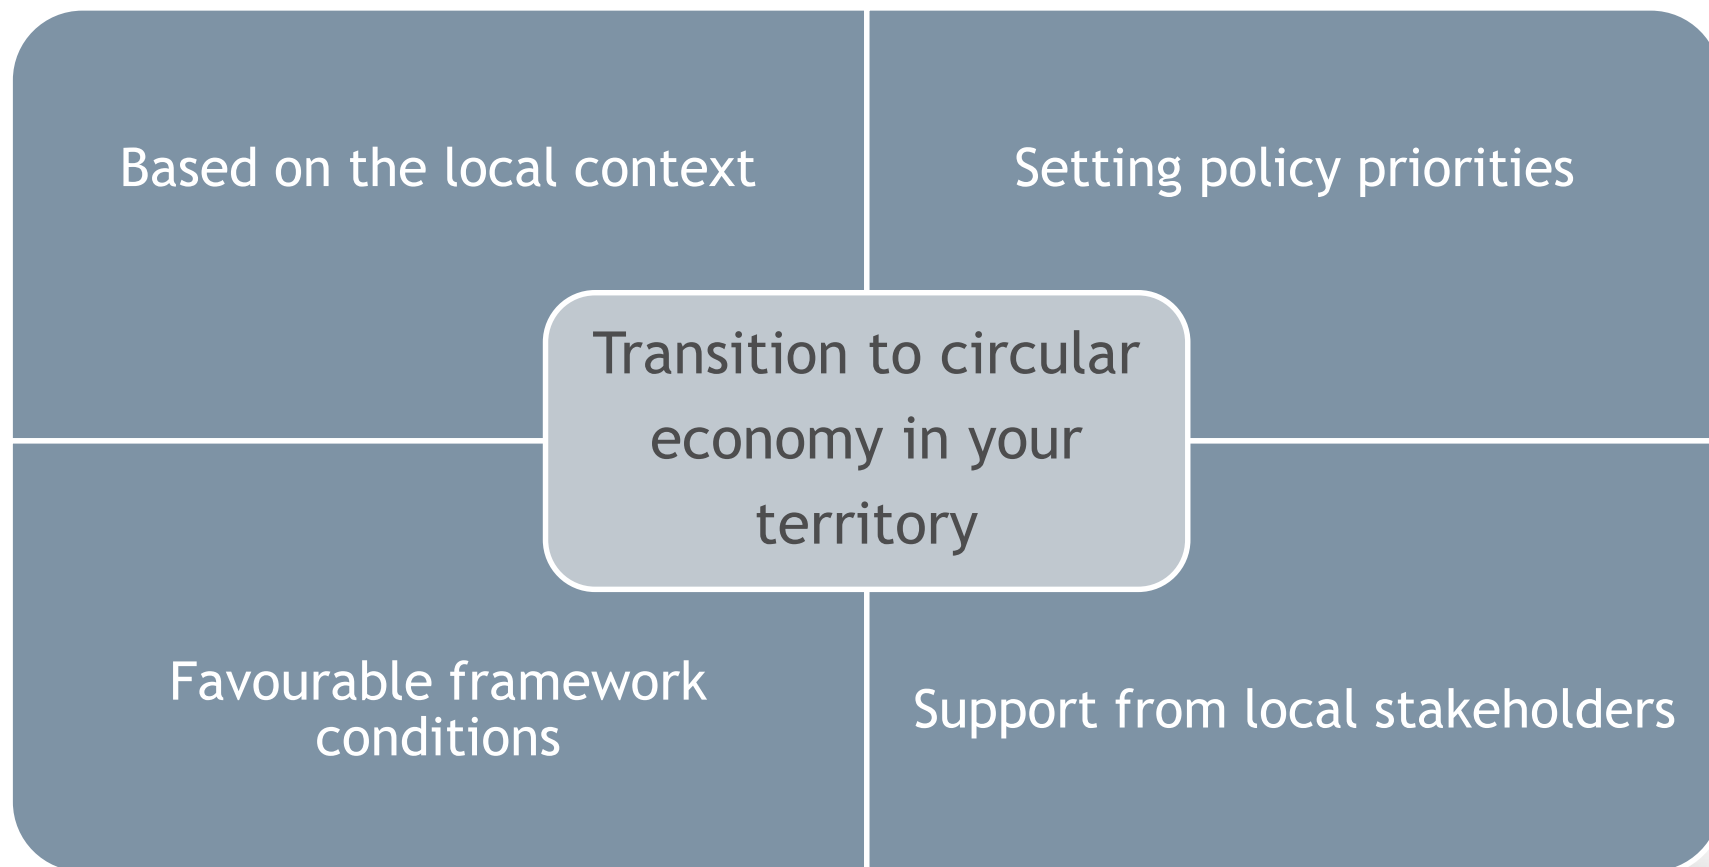 Based on the local context
Setting policy priorities
Transition to circular
economy in your
territory
Favourable framework
conditions
Support from local stakeholders